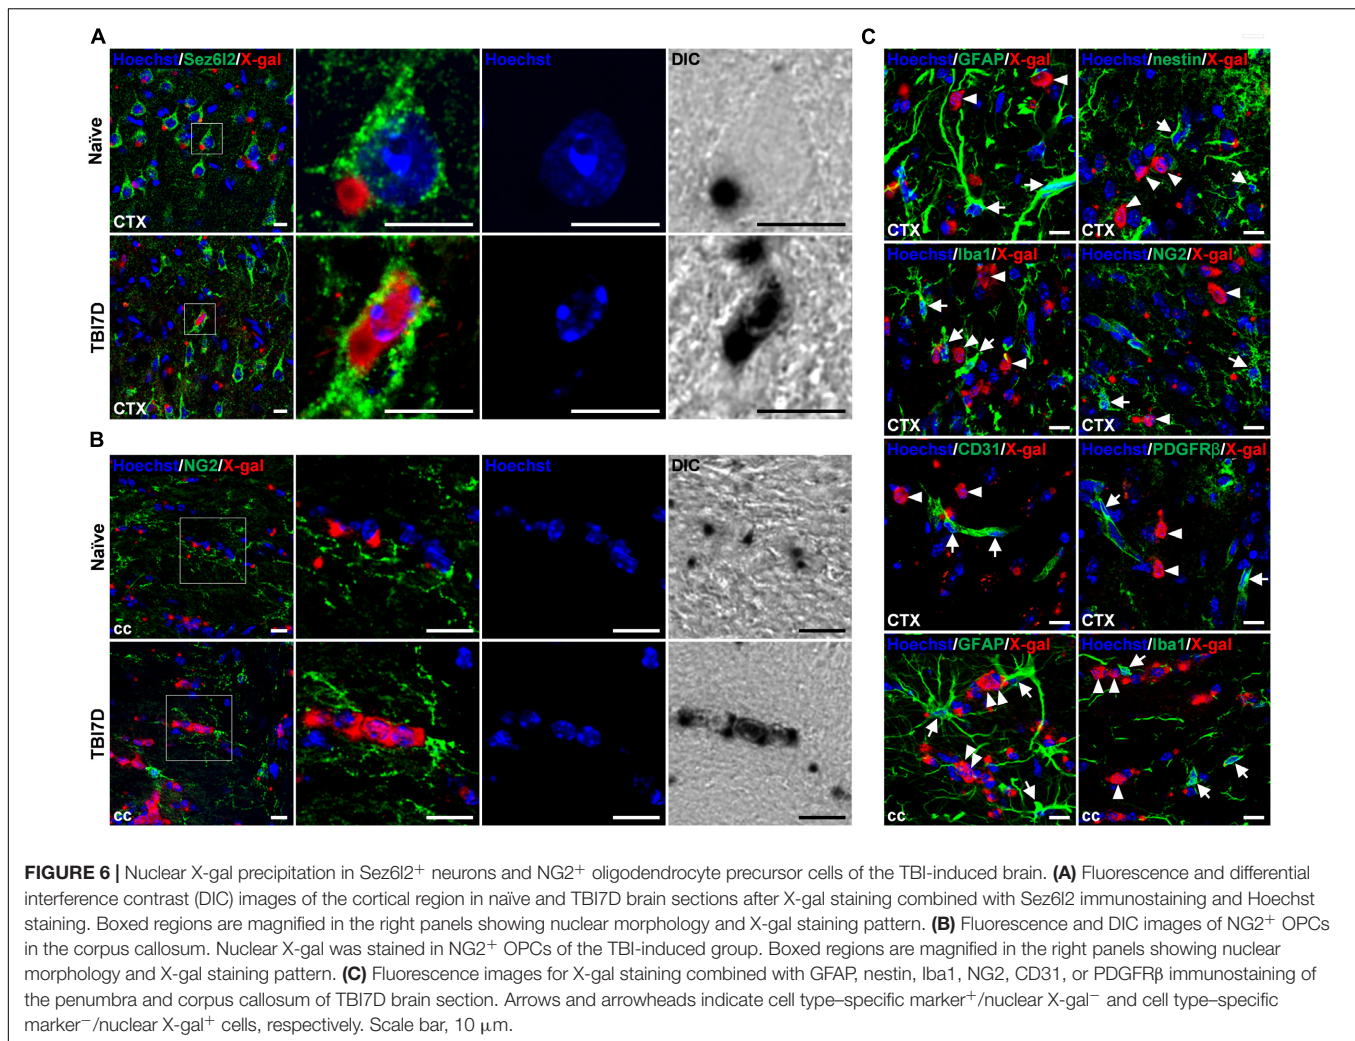 A
Hoechst/Sez6l2/X-gal
Hoechst
DIC
Naïve
CTX
TBI7D
CTX
B
Hoechst/NG2/X-gal
Hoechst
DIC
Naïve
cc
TBI7D
cc
C
Hoechst/GFAP/X-gal
Hoechst/nestin/X-gal
CTX
CTX
Hoechst/Iba1/X-gal
Hoechst/NG2/X-gal
CTX
CTX
Hoechst/CD31/X-gal
Hoechst/PDGFRβ/X-gal
CTX
CTX
Hoechst/GFAP/X-gal
Hoechst/Iba1/X-gal
cc
cc
FIGURE 6 | Nuclear X-gal precipitation in Sez6l2+ neurons and NG2+ oligodendrocyte precursor cells of the TBI-induced brain. (A) Fluorescence and differential
interference contrast (DIC) images of the cortical region in naïve and TBI7D brain sections after X-gal staining combined with Sez6l2 immunostaining and Hoechst
staining. Boxed regions are magnified in the right panels showing nuclear morphology and X-gal staining pattern. (B) Fluorescence and DIC images of NG2+ OPCs
in the corpus callosum. Nuclear X-gal was stained in NG2+ OPCs of the TBI-induced group. Boxed regions are magnified in the right panels showing nuclear
morphology and X-gal staining pattern. (C) Fluorescence images for X-gal staining combined with GFAP, nestin, Iba1, NG2, CD31, or PDGFRβ immunostaining of
the penumbra and corpus callosum of TBI7D brain section. Arrows and arrowheads indicate cell type–specific marker+/nuclear X-gal− and cell type–specific
marker−/nuclear X-gal+ cells, respectively. Scale bar, 10 μm.